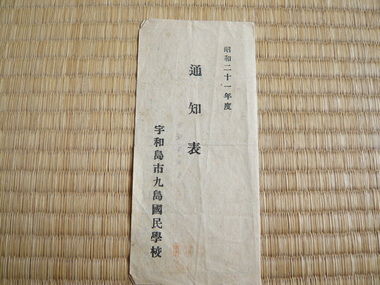 昭和二十一年度
通知表
宇和島市九島國民學校